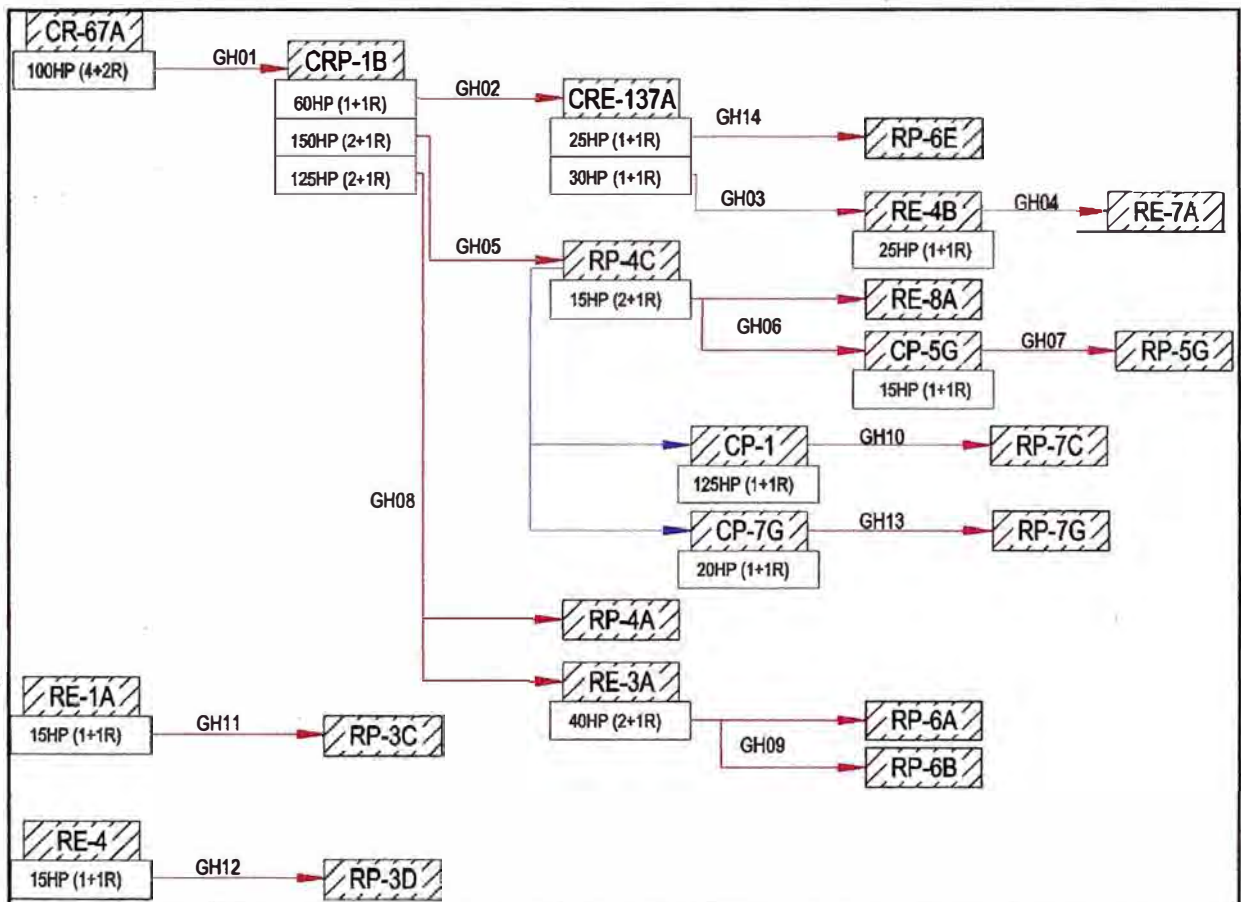 CR-67A
100HP (4+2R)
GH01
CRP-1B
60HP (1+1R)
150HP (2+1R)
125HP (2+1R)
GH02
CRE-137A
25HP (1+1R)
30HP (1+1R)
GH14
RP-6E
GH03
RE-4B
25HP (1+1R)
GH04
RE-7A
GH05
RP-4C
15HP (2+1R)
RE-8A
GH06
CP-5G
15HP (1+1R)
GH07
RP-5G
CP-1
125HP (1+1R)
GH10
RP-7C
GH08
CP-7G
20HP (1+1R)
GH13
RP-7G
RP-4A
RE-3A
40HP (2+1R)
RP-6A
GH09
RP-6B
RE-1A
15HP (1+1R)
GH11
RP-3C
RE-4
15HP (1+1R)
GH12
RP-3D